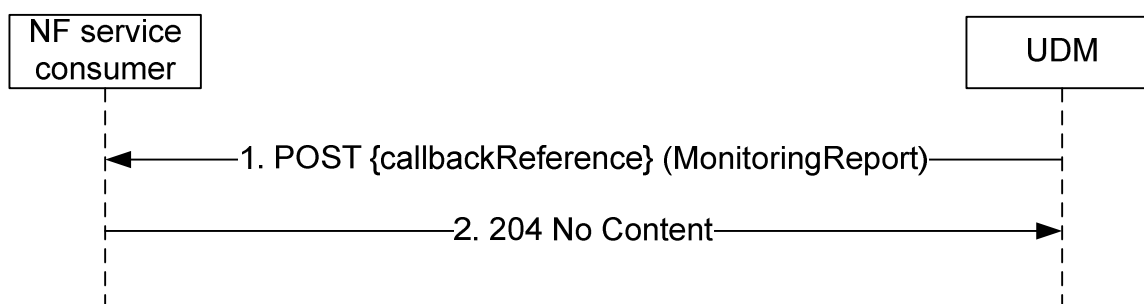 NF service
consumer
UDM
1. POST {callbackReference} (MonitoringReport)
2. 204 No Content